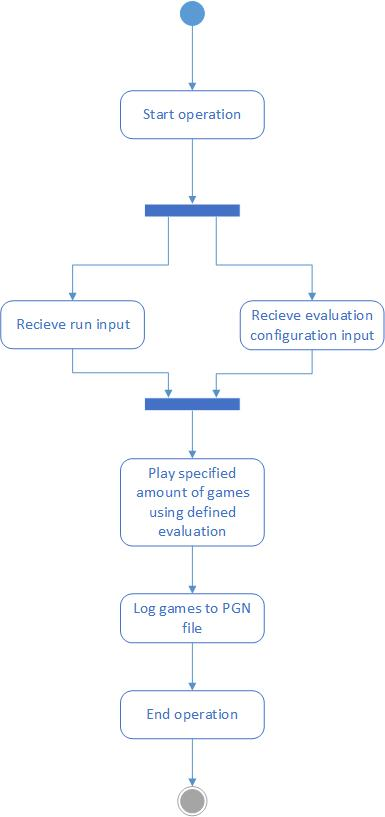 Start operation
Recieve run input
Recieve evaluation
configuration input
Play specified
amount of games
using defined
evaluation
Log games to PGN
file
End operation